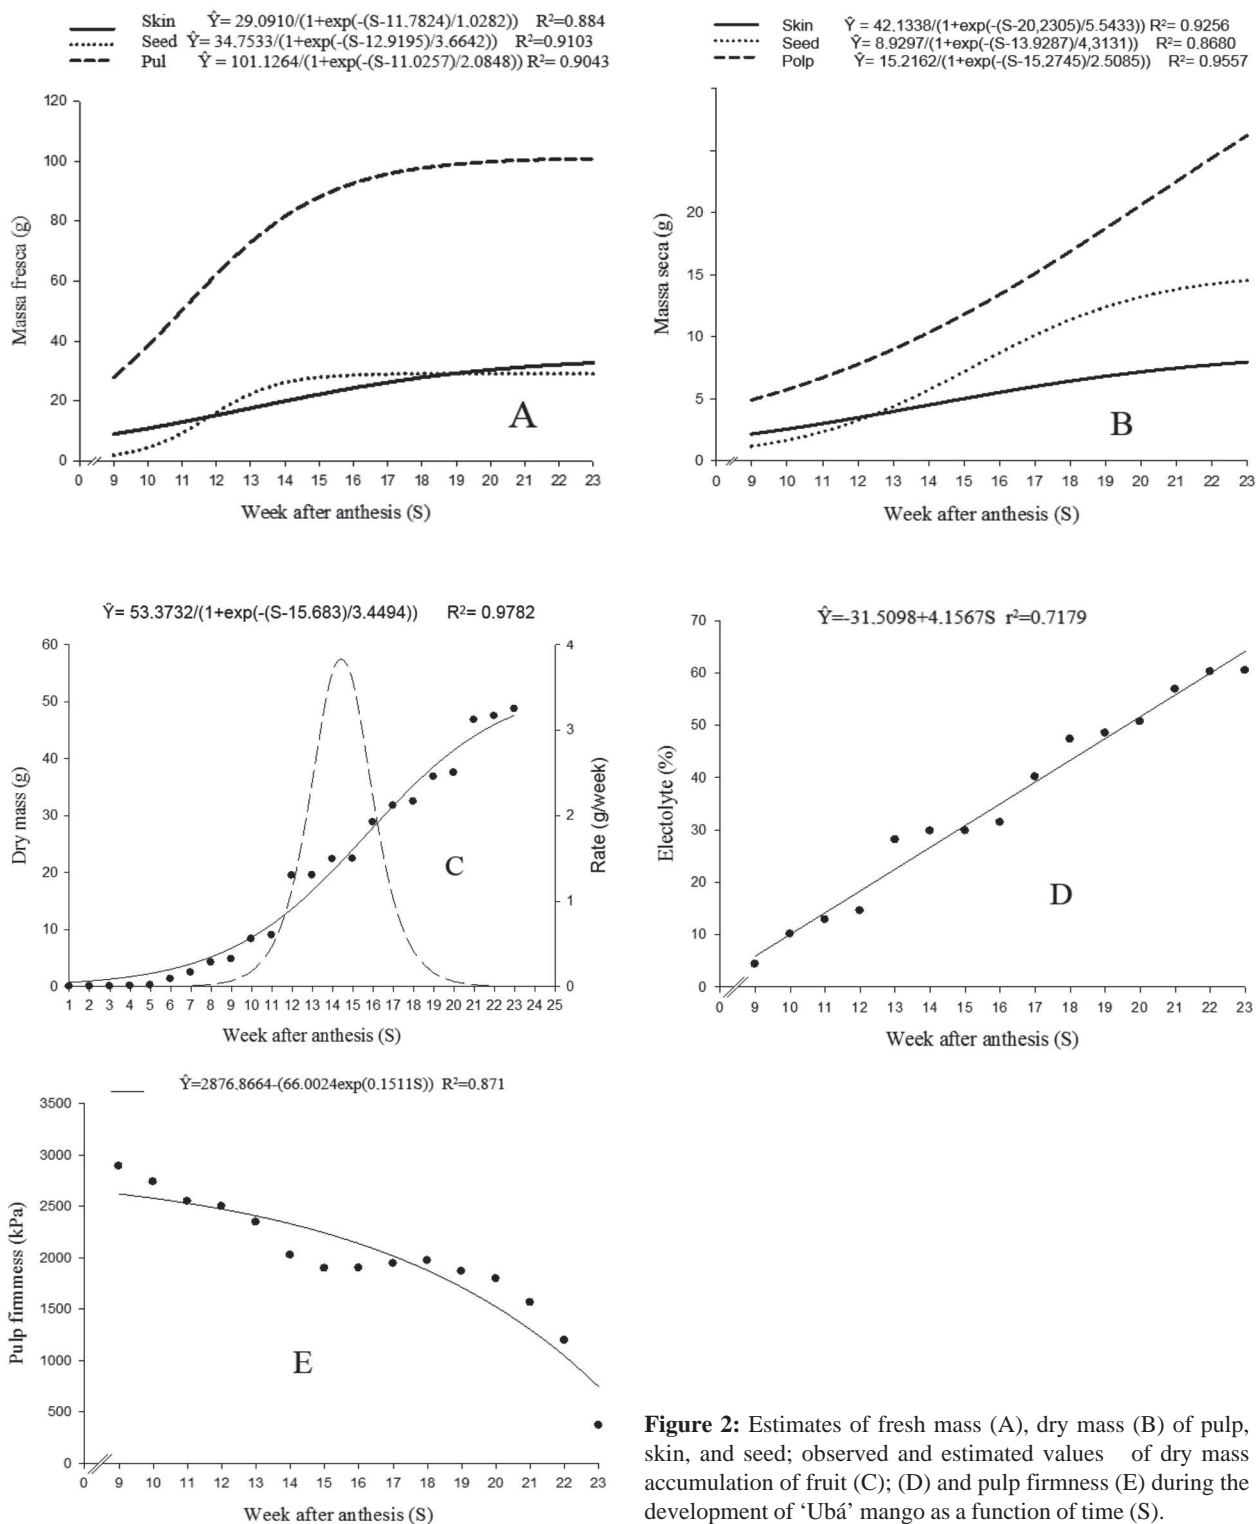 Skin Ŷ= 29.0910/(1+exp(-(S-11.7824)/1.0282)) R²=0.884
Seed Ŷ= 34.7533/(1+exp(-(S-12.9195)/3.6642)) R²=0.9103
Pul Ŷ = 101.1264/(1+exp(-(S-11.0257)/2.0848)) R²= 0.9043
120
100
80
60
40
20
0
Massa fresca (g)
A
0 9 10 11 12 13 14 15 16 17 18 19 20 21 22 23
Week after anthesis (S)
Skin Ŷ = 42.1338/(1+exp(-(S-20,2305)/5.5433)) R²= 0.9256
Seed Ŷ =8.9297/(1+exp(-(S-13.9287)/4,3131)) R²= 0.8680
Polp Ŷ = 15.2162/(1+exp(-(S-15,2745)/2.5085)) R²= 0.9557
20
15
10
5
0
Massa seca (g)
B
0 9 10 11 12 13 14 15 16 17 18 19 20 21 22 23
Week after anthesis (S)
Ŷ= 53.3732/(1+exp(-(S-15.683)/3.4494)) R²= 0.9782
60
50
40
30
20
10
0
Dry mass (g)
4
3
2
1
0
Rate (g/week)
C
1 2 3 4 5 6 7 8 9 10 11 12 13 14 15 16 17 18 19 20 21 22 23 24 25
Week after anthesis (S)
Ŷ=-31.5098+4.1567S r²=0.7179
70
60
50
40
30
20
10
0
Electolyte (%)
D
0 9 10 11 12 13 14 15 16 17 18 19 20 21 22 23
Week after anthesis (S)
Ŷ=2876.8664-(66.0024exp(0.1511S)) R²=0.871
3500
3000
2500
2000
1500
1000
500
0
Pulp firmness (kPa)
E
0 9 10 11 12 13 14 15 16 17 18 19 20 21 22 23
Week after anthesis (S)
Figure 2: Estimates of fresh mass (A), dry mass (B) of pulp,
skin, and seed; observed and estimated values of dry mass
accumulation of fruit (C); (D) and pulp firmness (E) during the
development of ‘Ubá’ mango as a function of time (S).